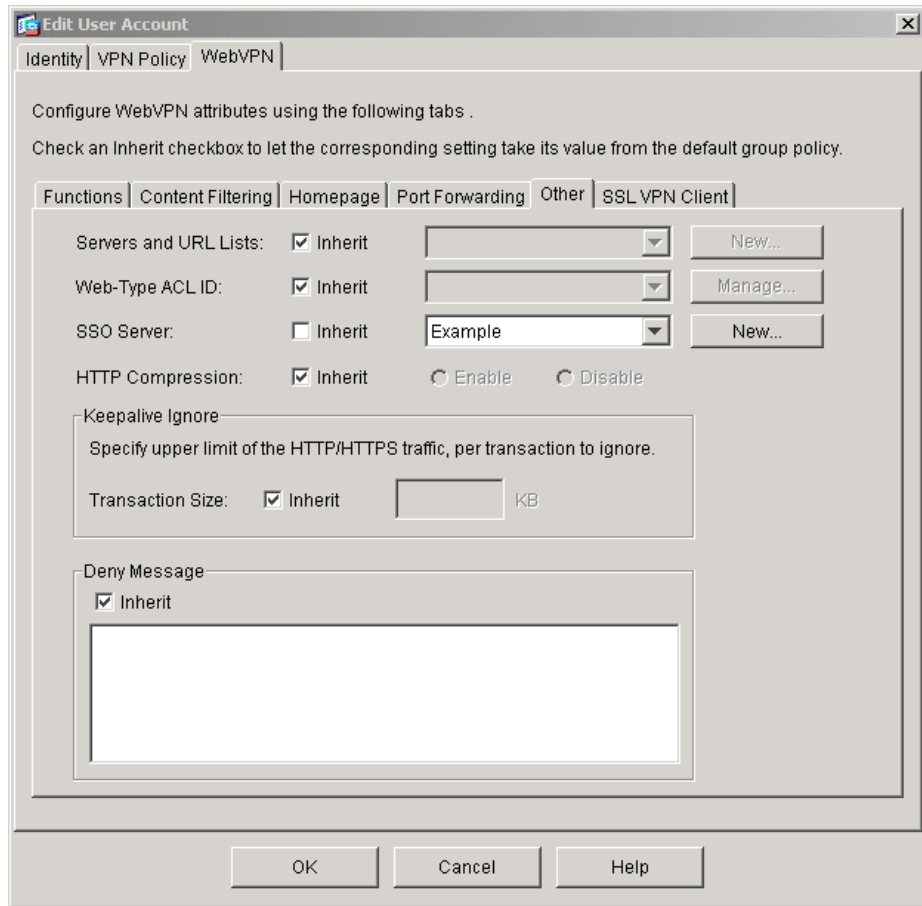 Edit User Account
Identity VPN Policy WebVPN
Configure WebVPN attributes using the following tabs .
Check an Inherit checkbox to let the corresponding setting take its value from the default group policy.
Functions Content Filtering Homepage Port Forwarding Other SSL VPN Client
Servers and URL Lists: Inherit New...
Web-Type ACL ID: Inherit Manage...
SSO Server: Inherit Example New...
HTTP Compression: Inherit Enable Disable
Keepalive Ignore
Specify upper limit of the HTTP/HTTPS traffic, per transaction to ignore.
Transaction Size: Inherit KB
Deny Message
Inherit
OK Cancel Help